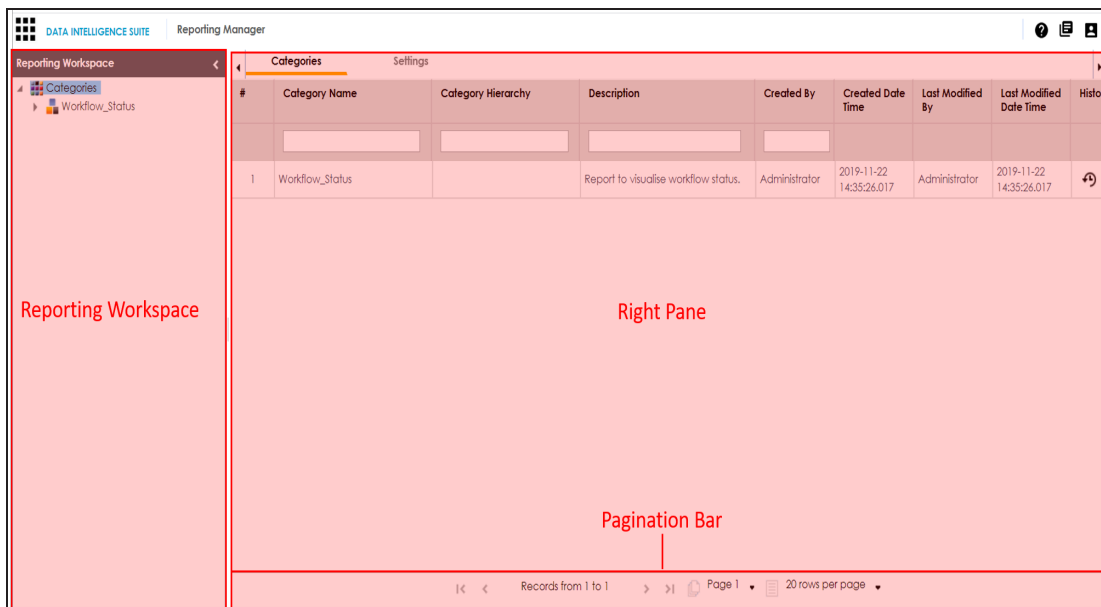 DATA INTELLIGENCE SUITE Reporting Manager
Reporting Workspace
Categories
Workflow_Status
Categories Settings
# Category Name Category Hierarchy Description Created By Created Date Time Last Modified By Last Modified Date Time Histo
1 Workflow_Status Report to visualise workflow status. Administrator 2019-11-22 14:35:26.017 Administrator 2019-11-22 14:35:26.017
Reporting Workspace
Right Pane
Pagination Bar
Records from 1 to 1 Page 1 20 rows per page